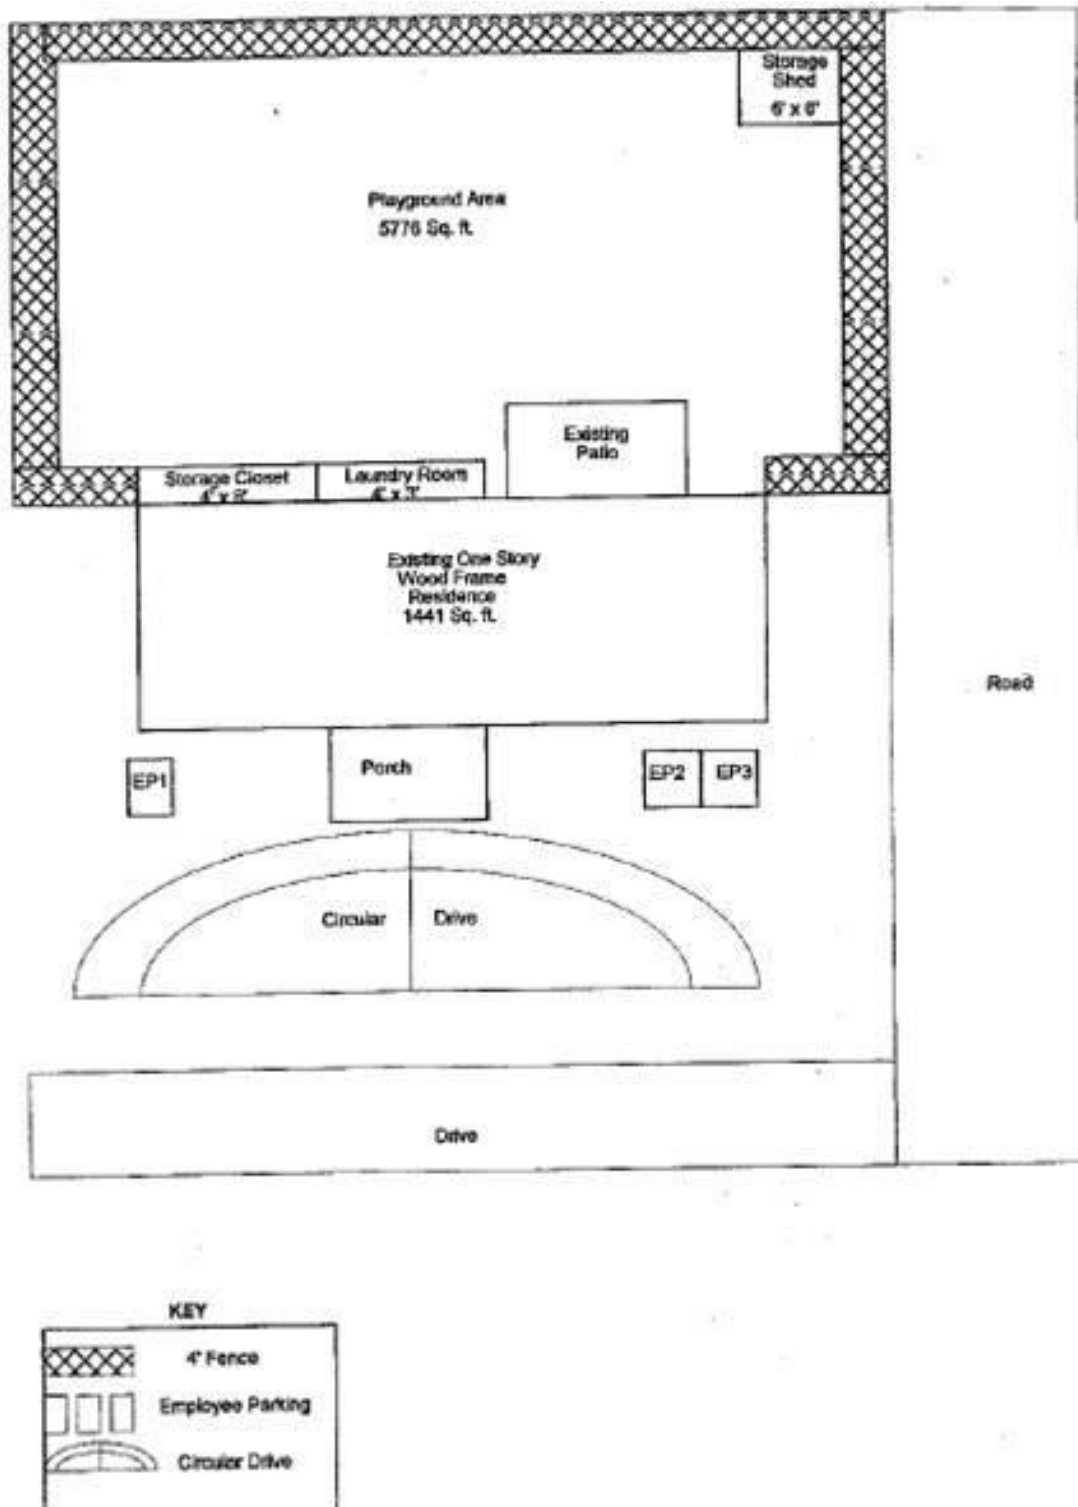 Storage
Shed
6' x 6'
Playground Area
5776 Sq. ft.
Existing
Patio
Storage Closet
4' x 8'
Laundry Room
4' x 3'
Existing One Story
Wood Frame
Residence
1441 Sq. ft.
Road
EP1
Porch
EP2
EP3
Circular
Drive
Drive
KEY
4' Fence
Employee Parking
Circular Drive